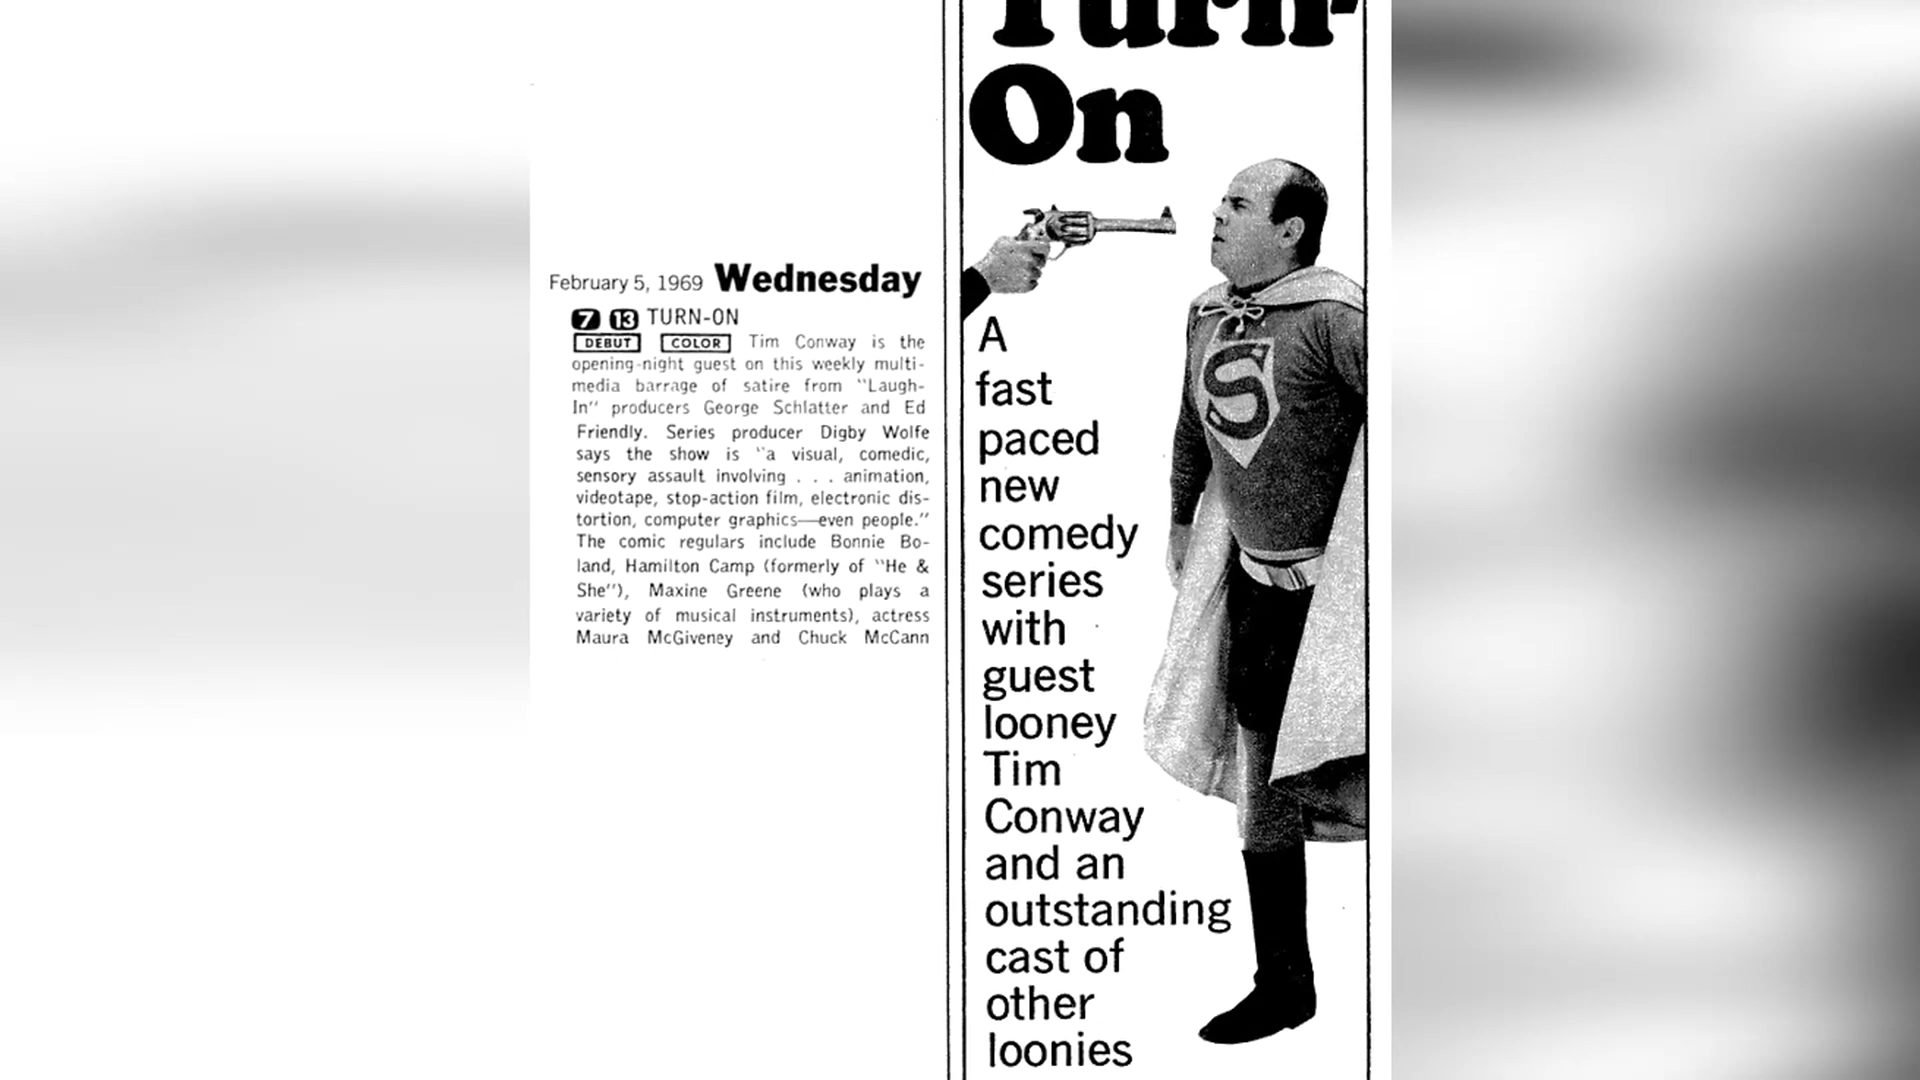 February 5, 1969 Wednesday
7 13 TURN-ON
DEBUT COLOR Tim Conway is the
opening-night guest on this weekly multi-
media barrage of satire from "Laugh-
In" producers George Schlatter and Ed
Friendly. Series producer Digby Wolfe
says the show is "a visual, comedic,
sensory assault involving . . . animation,
videotape, stop-action film, electronic dis-
tortion, computer graphics—even people."
The comic regulars include Bonnie Bo-
land, Hamilton Camp (formerly of "He &
She"), Maxine Greene (who plays a
variety of musical instruments), actress
Maura McGiveney and Chuck McCann
Turn-
On
A
fast
paced
new
comedy
series
with
guest
looney
Tim
Conway
and an
outstanding
cast of
other
loonies
S